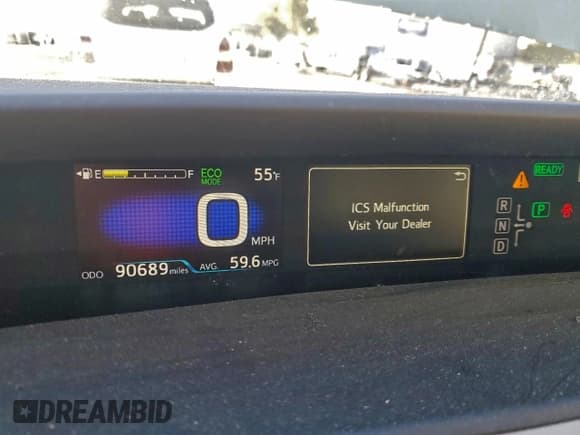 E F ECO 55°F
MODE
0 MPH
ODO 90689 miles AVG. 59.6 MPG
ICS Malfunction
Visit Your Dealer
READY
R P
N
D
DREAMBID